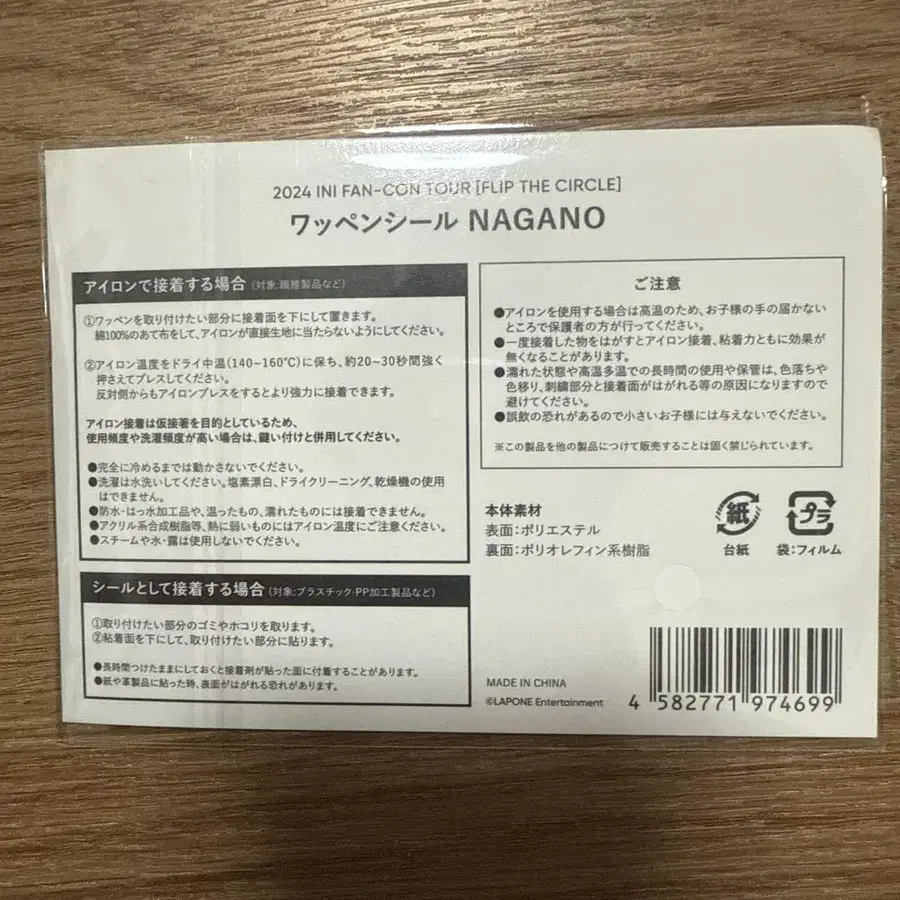 2024 INI FAN-CON TOUR [FLIP THE CIRCLE]
ワッペンシール NAGANO
アイロンで接着する場合 (対象:繊維製品など)
①ワッペンを取り付けたい部分に接着面を下にして置きます。
綿100%のあて布をして、アイロンが直接生地に当たらないようにしてください。
②アイロン温度をドライ中温(140~160℃)に保ち、約20~30秒間強く
押さえてプレスしてください。
反対側からもアイロンプレスをするとより強力に接着できます。
アイロン接着は仮接着を目的としているため、
使用頻度や洗濯頻度が高い場合は、縫い付けと併用してください。
●完全に冷めるまでは動かさないでください。
●洗濯は水洗いしてください。塩素漂白、ドライクリーニング、乾燥機の使用
はできません。
●防水・はっ水加工品や、湿ったもの、濡れたものには接着できません。
●アクリル系合成樹脂等、熱に弱いものにはアイロン温度にご注意ください。
●スチームや水・霧は使用しないでください。
シールとして接着する場合 (対象:プラスチック・PP加工製品など)
①取り付けたい部分のゴミやホコリを取ります。
②粘着面を下にして、取り付けたい部分に貼ります。
●長時間つけたままにしておくと接着剤が貼った面に付着することがあります。
●紙や革製品に貼った時、表面がはがれる恐れがあります。
ご注意
●アイロンを使用する場合は高温のため、お子様の手の届かない
ところで保護者の方が行ってください。
●一度接着した物をはがすとアイロン接着、粘着力ともに効果が
無くなることがあります。
●濡れた状態や高温多湿での長時間の使用や保管は、色落ちや
色移り、刺繍部分と接着面がはがれる等の原因になりますので
避けてください。
●誤飲の恐れがあるので小さいお子様には与えないでください。
※この製品を他の製品につけて販売することは固く禁じられています。
本体素材
表面:ポリエステル
裏面:ポリオレフィン系樹脂
紙
台紙
プラ
袋:フィルム
MADE IN CHINA
©LAPONE Entertainment
4 582771 974699